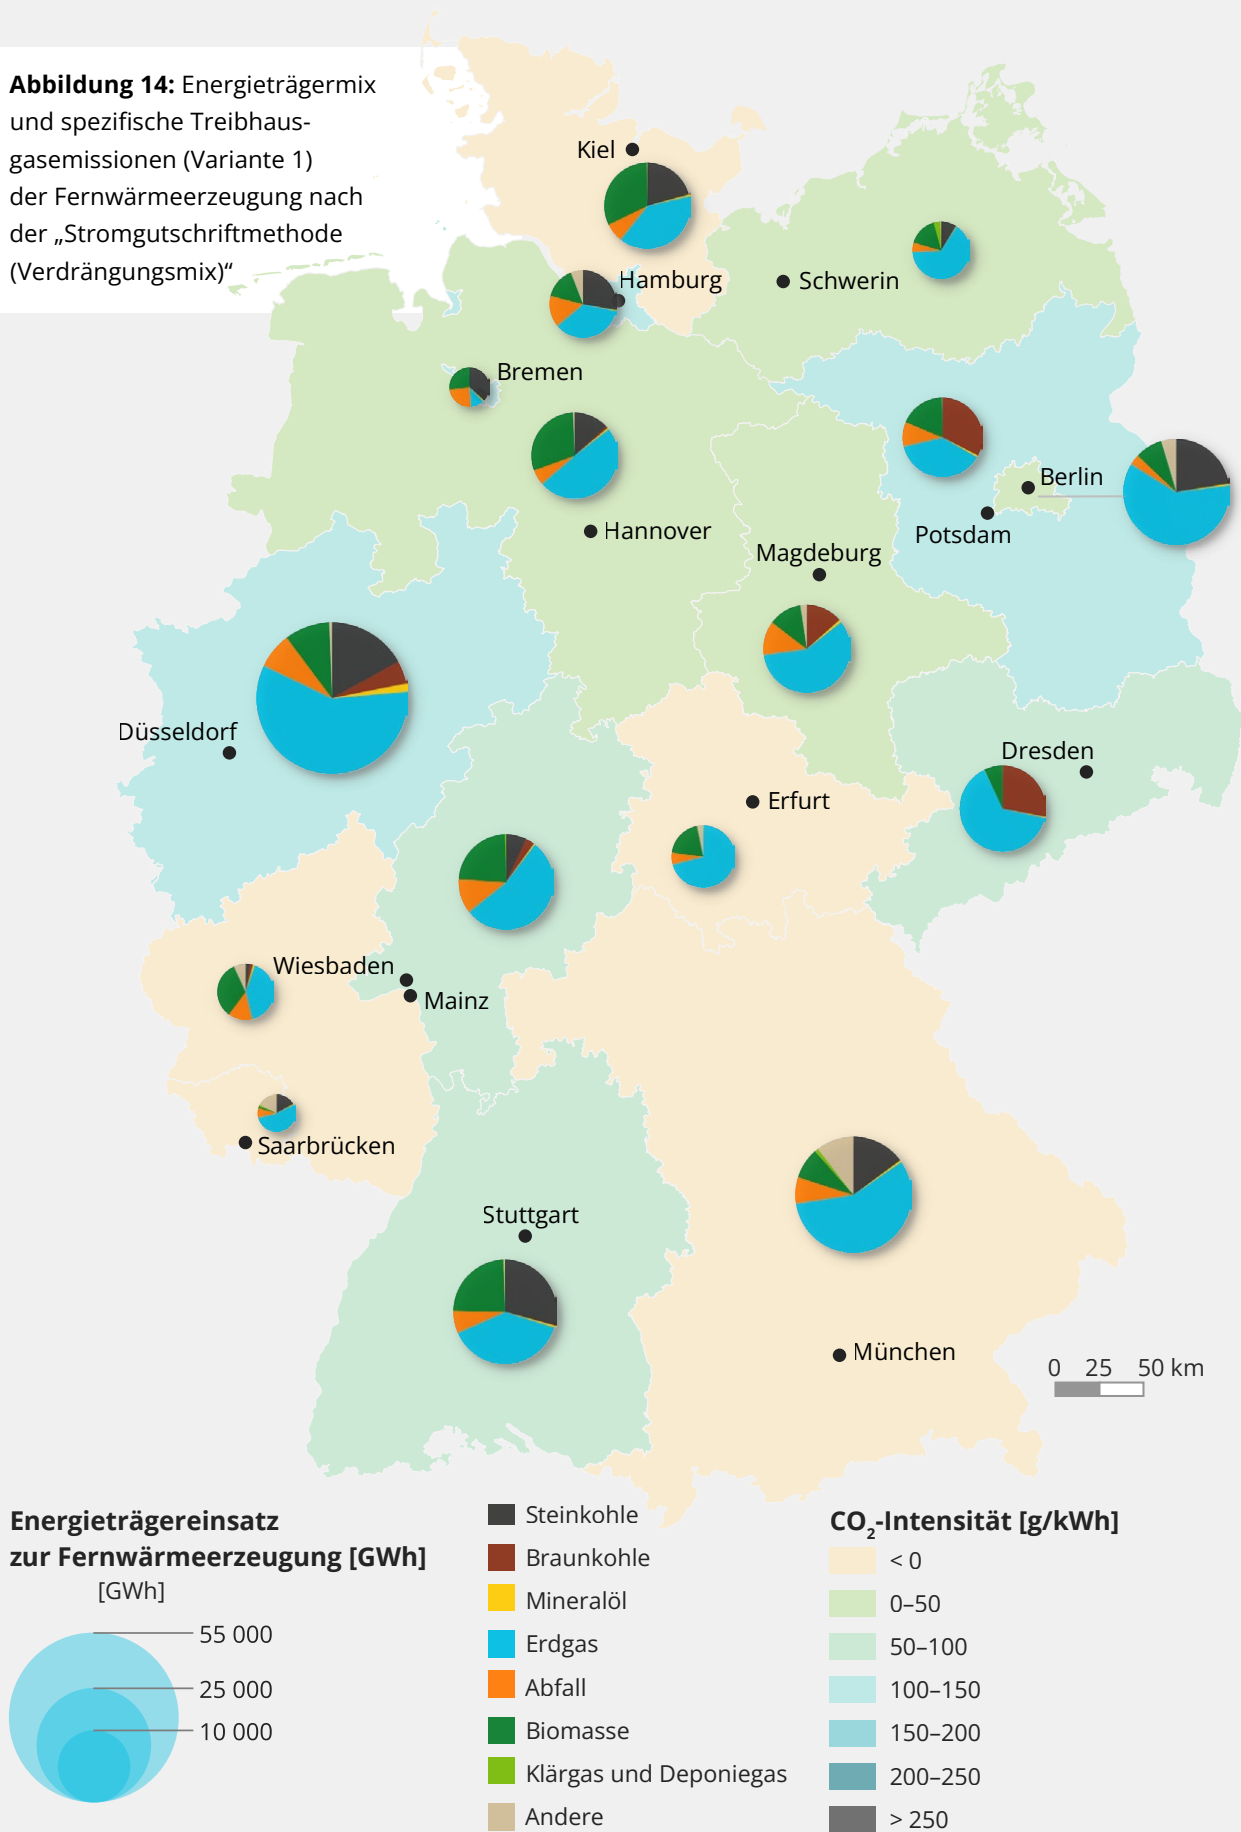 Abbildung 14: Energieträgermix
und spezifische Treibhaus-
gasemissionen (Variante 1)
der Fernwärmeerzeugung nach
der „Stromgutschriftmethode
(Verdrängungsmix)“
Kiel
Hamburg
Schwerin
Bremen
Berlin
Hannover
Potsdam
Magdeburg
Düsseldorf
Dresden
Erfurt
Wiesbaden
Mainz
Saarbrücken
Stuttgart
München
0 25 50 km
Energieträgereinsatz
zur Fernwärmeerzeugung [GWh]
[GWh]
55 000
25 000
10 000
Steinkohle
Braunkohle
Mineralöl
Erdgas
Abfall
Biomasse
Klärgas und Deponiegas
Andere
CO₂-Intensität [g/kWh]
< 0
0–50
50–100
100–150
150–200
200–250
> 250